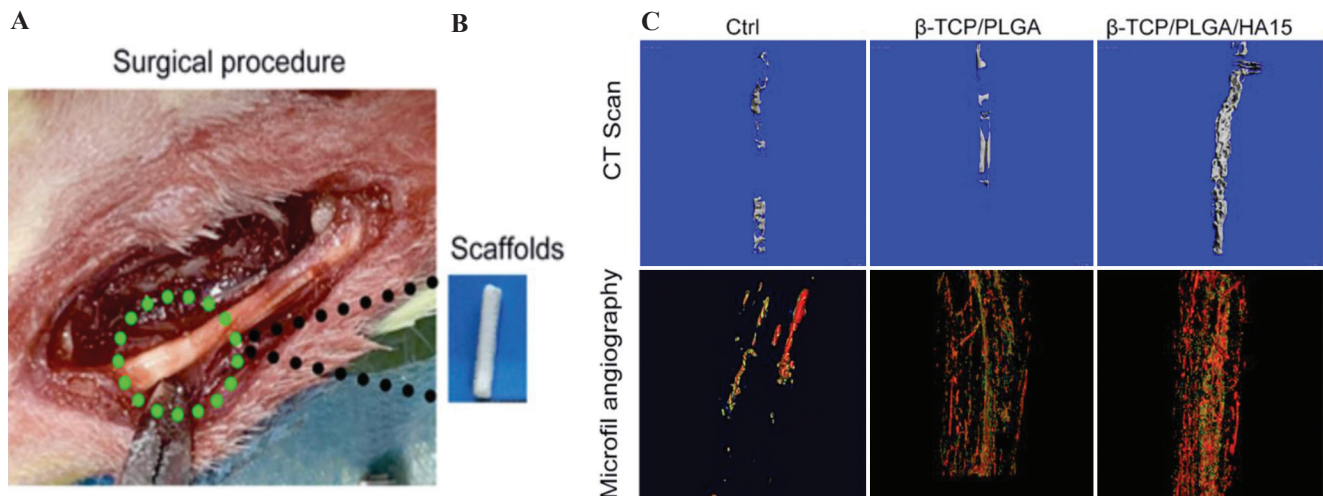 A
Surgical procedure
B
Scaffolds
C
Ctrl
β-TCP/PLGA
β-TCP/PLGA/HA15
CT Scan
Microfil angiography